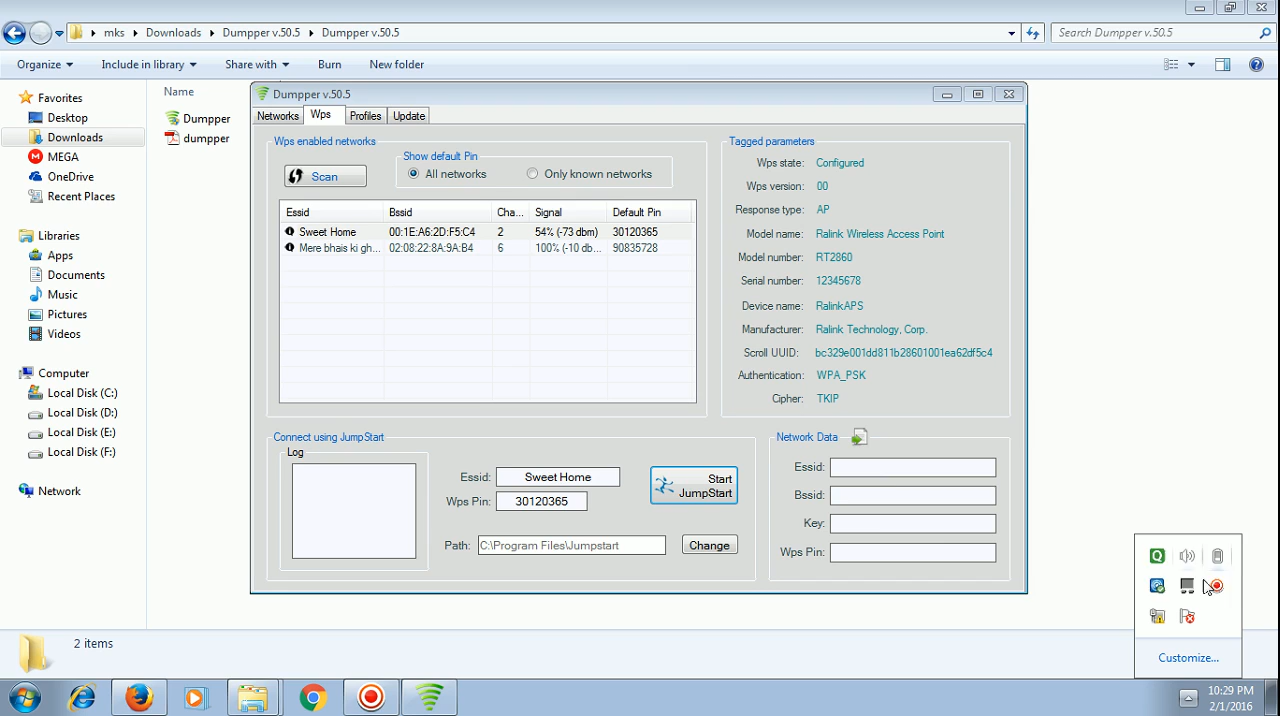 mks
Downloads
Dumpper v.50.5
Dumpper v.50.5
Search Dumpper v.50.5
Organize
Include in library
Share with
Burn
New folder
Favorites
Desktop
Downloads
MEGA
OneDrive
Recent Places
Libraries
Apps
Documents
Music
Pictures
Videos
Computer
Local Disk (C:)
Local Disk (D:)
Local Disk (E:)
Local Disk (F:)
Network
Name
Dumpper
dumpper
Dumpper v.50.5
Networks Wps Profiles Update
Wps enabled networks
Scan
Show default Pin
All networks Only known networks
Essid Bssid Cha... Signal Default Pin
Sweet Home 00:1E:A6:2D:F5:C4 2 54% (-73 dbm) 30120365
Mere bhais ki gh... 02:08:22:8A:9A:B4 6 100% (-10 db... 90835728
Tagged parameters
Wps state: Configured
Wps version: 00
Response type: AP
Model name: Ralink Wireless Access Point
Model number: RT2860
Serial number: 12345678
Device name: RalinkAPS
Manufacturer: Ralink Technology, Corp.
Scroll UUID: bc329e001dd811b28601001ea62df5c4
Authentication: WPA_PSK
Cipher: TKIP
Connect using JumpStart
Log
Essid: Sweet Home
Wps Pin: 30120365
Start
JumpStart
Path: C:\Program Files\Jumpstart Change
Network Data
Essid:
Bssid:
Key:
Wps Pin:
2 items
Customize...
10:29 PM
2/1/2016